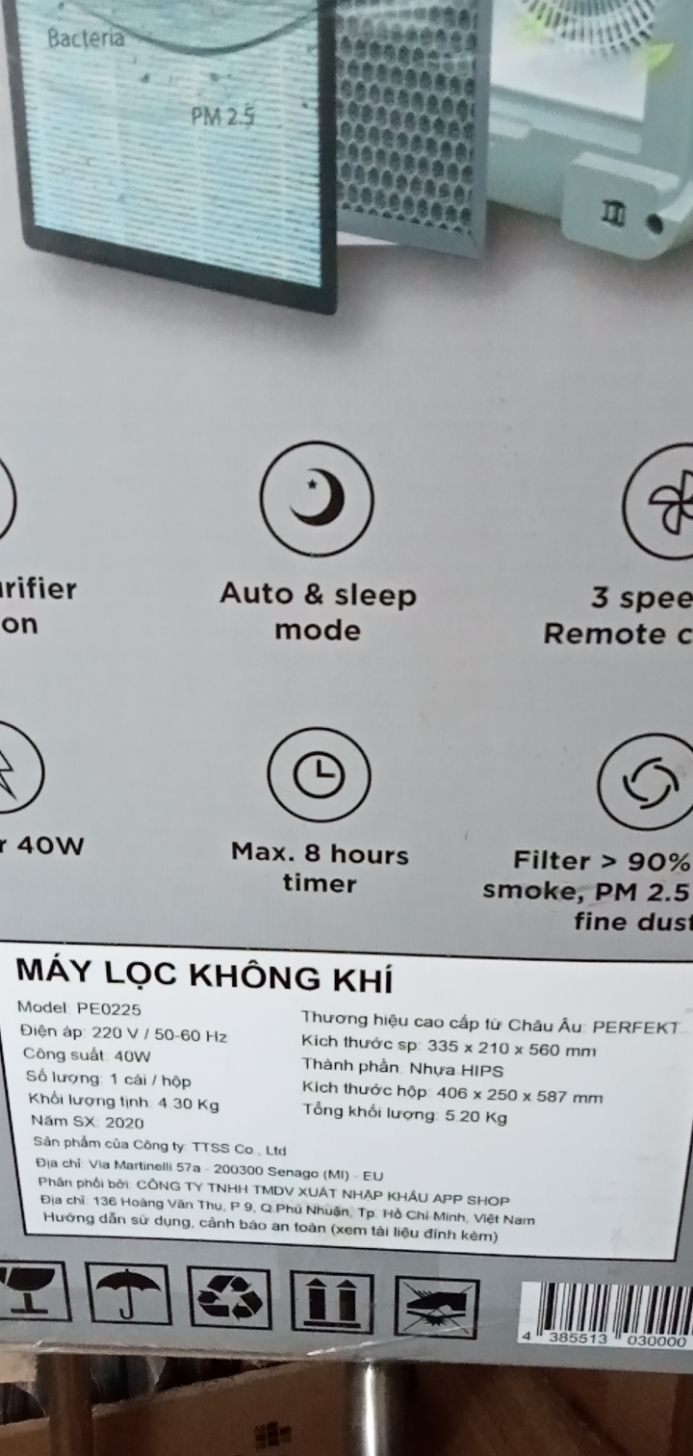 Bacteria
PM 2.5
Auto & sleep
mode
3
Remote
on
40W
Max. 8 hours
timer
Filter > 90%
smoke, PM 2.5
fine
MÁY LỌC KHÔNG KHÍ
Model: PE0225
Điện áp: 220 V / 50-60 Hz
Công suất: 40W
Số lượng: 1 cái / hộp
Khối lượng tịnh: 4.30 Kg
Năm SX: 2020
Thương hiệu cao cấp từ Châu Âu: PERFEKT
Kích thước sp: 335 x 210 x 560 mm
Thành phần: Nhựa HIPS
Kích thước hộp: 406 x 250 x 587 mm
Tổng khối lượng: 5.20 Kg
Sản phẩm của Công ty: TTSS Co., Ltd
Địa chỉ: Via Martinelli 57a - 200300 Senago (MI) - EU
Phân phối bởi: CÔNG TY TNHH TMDV XUẤT NHẬP KHẨU APP SHOP
Địa chỉ: 136 Hoàng Văn Thụ, P.9, Q.Phú Nhuận, Tp. Hồ Chí Minh, Việt Nam
Hướng dẫn sử dụng, cảnh báo an toàn (xem tài liệu đính kèm)
4 385513 030000